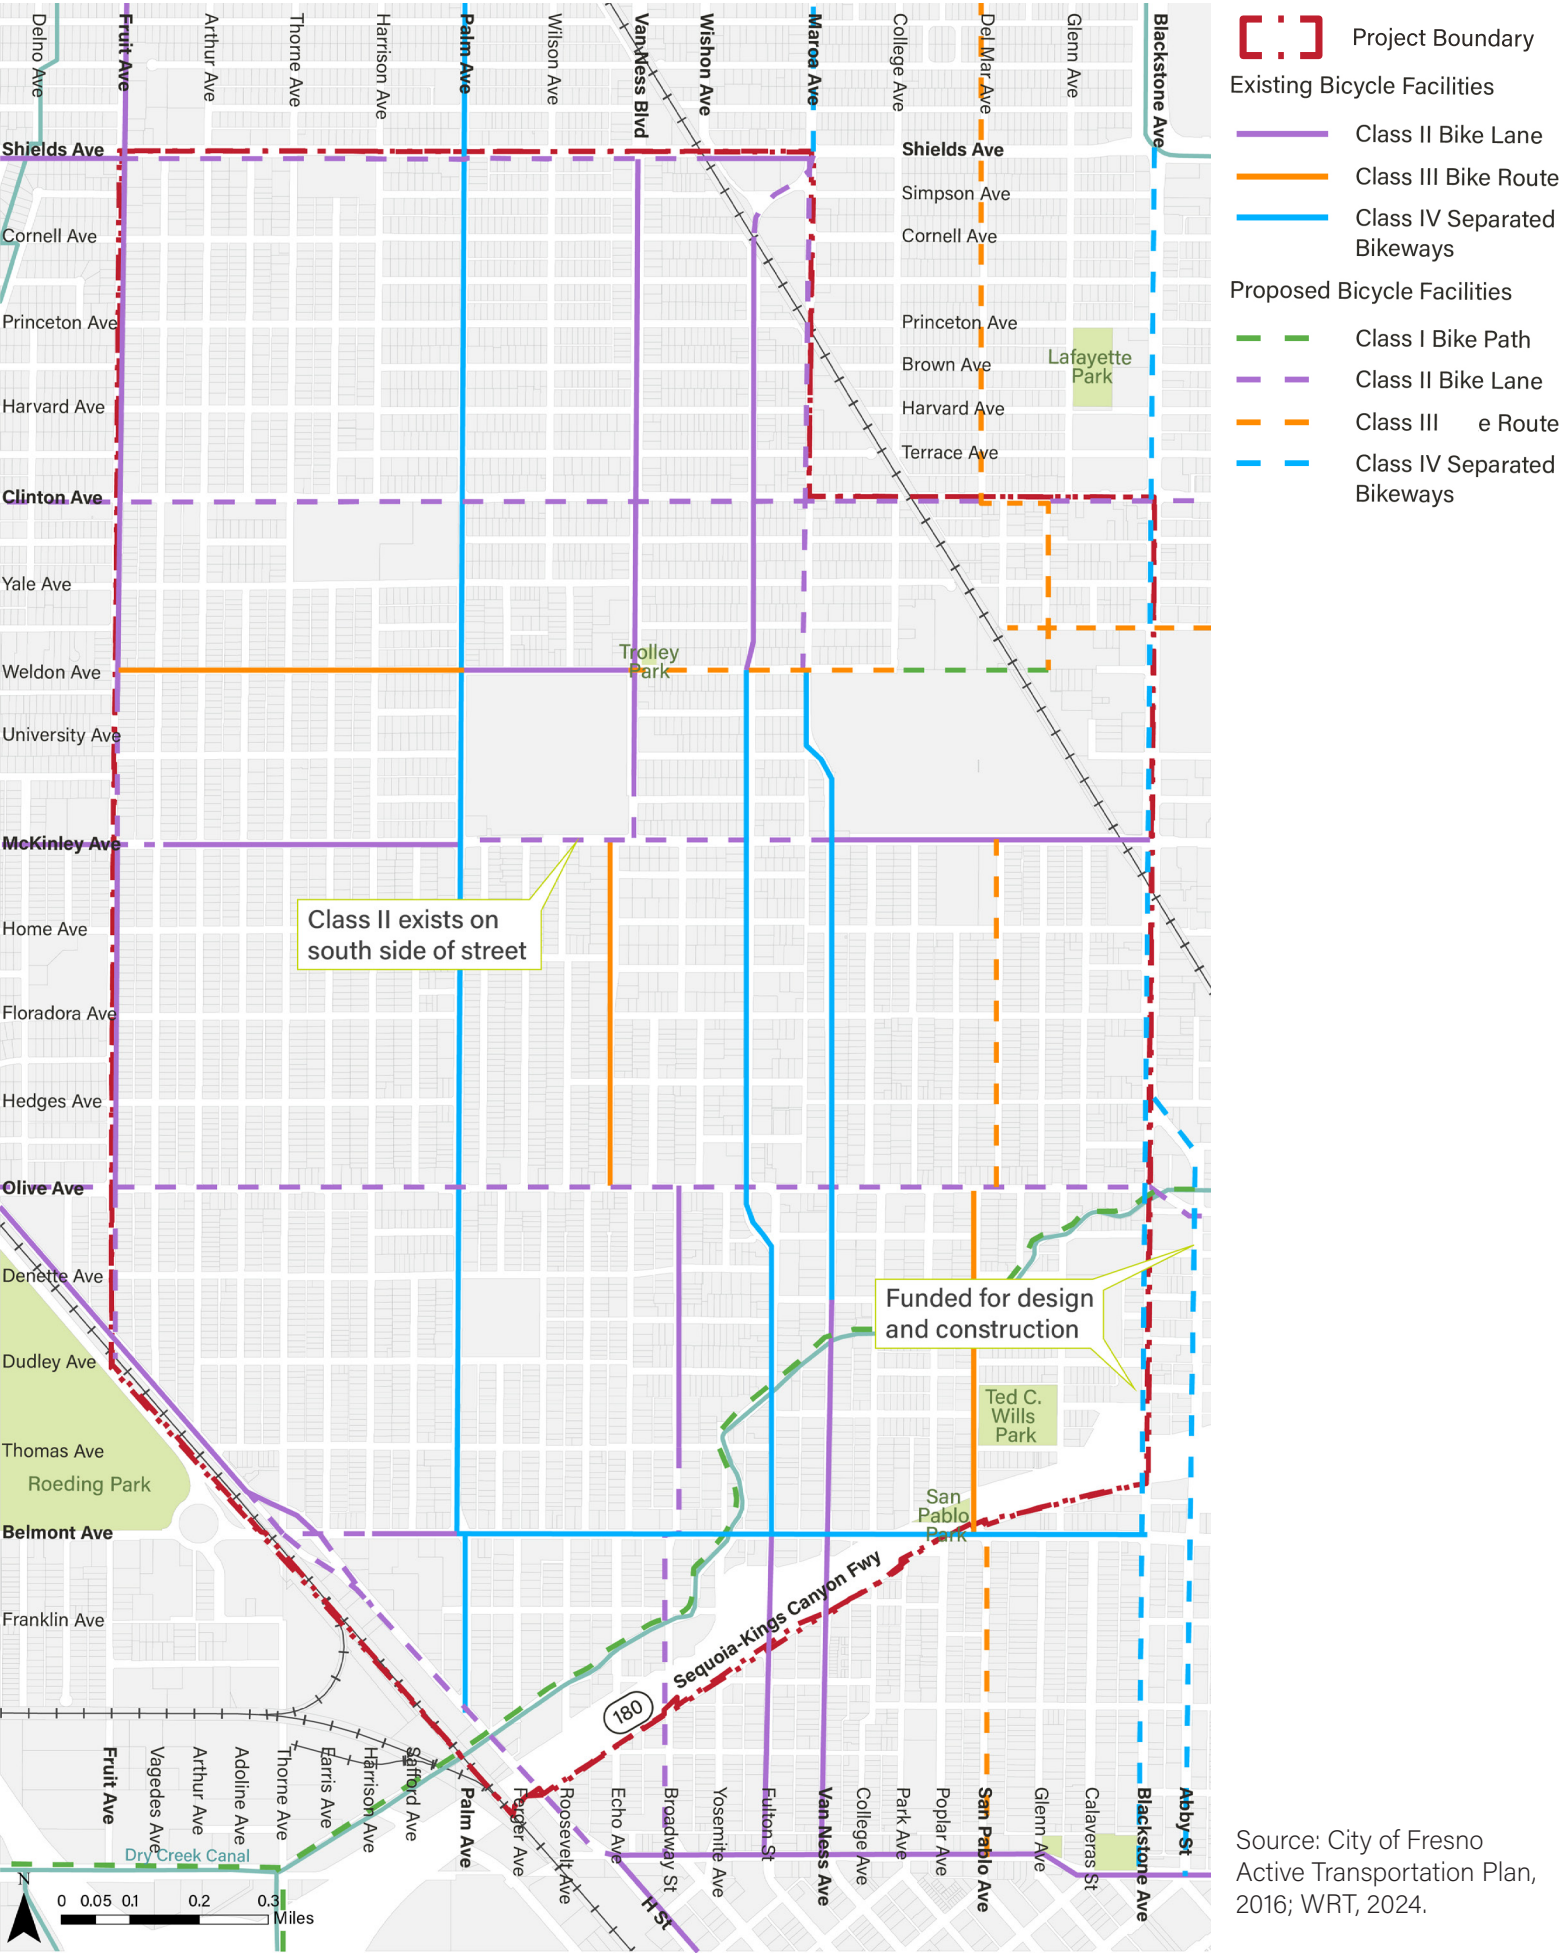 Delno Ave
Fruit Ave
Arthur Ave
Thorne Ave
Harrison Ave
Palm Ave
Wilson Ave
Van Ness Blvd
Wishon Ave
Maroa Ave
College Ave
Del Mar Ave
Glenn Ave
Blackstone Ave
Shields Ave
Shields Ave
Simpson Ave
Cornell Ave
Cornell Ave
Princeton Ave
Princeton Ave
Brown Ave
Lafayette
Park
Harvard Ave
Harvard Ave
Terrace Ave
Clinton Ave
Yale Ave
Weldon Ave
Trolley
Park
University Ave
McKinley Ave
Class II exists on
south side of street
Home Ave
Floradora Ave
Hedges Ave
Olive Ave
Denette Ave
Funded for design
and construction
Dudley Ave
Ted C.
Wills
Park
Thomas Ave
Roeding Park
San
Pablo
Park
Belmont Ave
Franklin Ave
Sequoia-Kings Canyon Fwy
180
Fruit Ave
Vagedes Ave
Arthur Ave
Adoline Ave
Thorne Ave
Farris Ave
Harrison Ave
Safford Ave
Palm Ave
Ferger Ave
Roosevelt Ave
Echo Ave
Broadway St
Yosemite Ave
Fulton St
Van Ness Ave
College Ave
Park Ave
Poplar Ave
San Pablo Ave
Glenn Ave
Calaveras St
Blackstone Ave
Abby St
H St
Dry Creek Canal
N
0 0.05 0.1 0.2 0.3
Miles
Project Boundary
Existing Bicycle Facilities
Class II Bike Lane
Class III Bike Route
Class IV Separated
Bikeways
Proposed Bicycle Facilities
Class I Bike Path
Class II Bike Lane
Class III e Route
Class IV Separated
Bikeways
Source: City of Fresno
Active Transportation Plan,
2016; WRT, 2024.